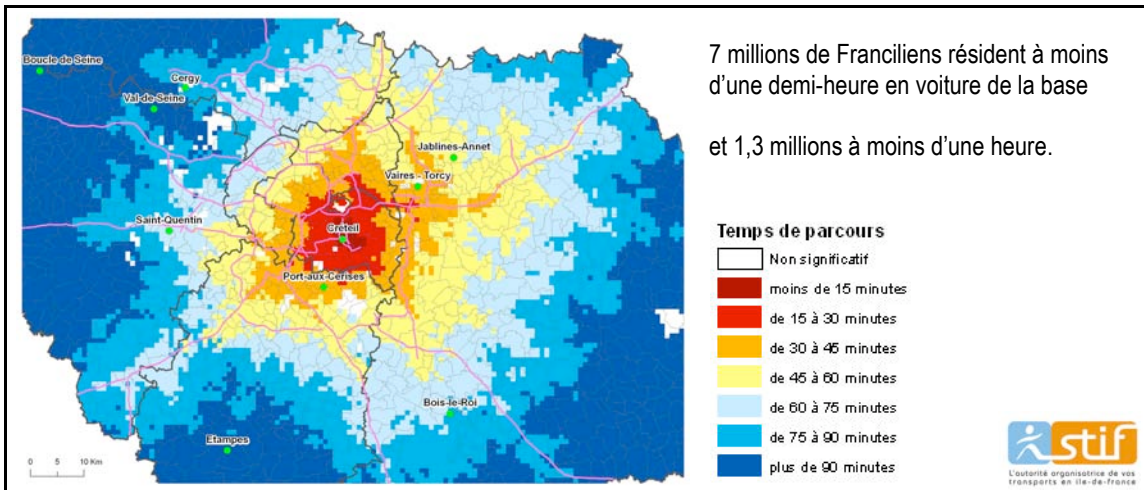 7 millions de Franciliens résident à moins
d'une demi-heure en voiture de la base
et 1,3 millions à moins d'une heure.
Boucle de Seine
Cergy
Val de Seine
Jablines-Annet
Vaires - Torcy
Saint-Quentin
Creteil
Port-aux-Cerises
Bois-le-Roi
Etampes
0 5 10 Km
Temps de parcours
Non significatif
moins de 15 minutes
de 15 à 30 minutes
de 30 à 45 minutes
de 45 à 60 minutes
de 60 à 75 minutes
de 75 à 90 minutes
plus de 90 minutes
stif
L'autorité organisatrice de vos
transports en ile-de-france